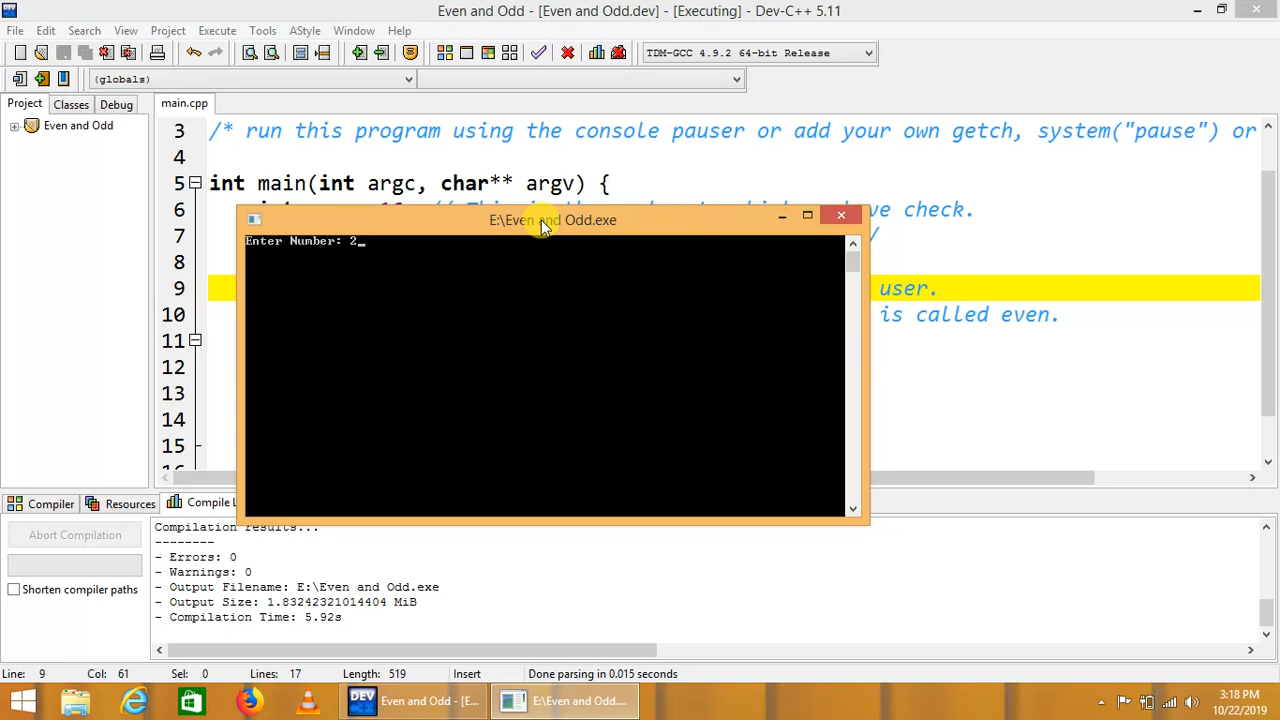 Even and Odd - [Even and Odd.dev] - [Executing] - Dev-C++ 5.11
File Edit Search View Project Execute Tools AStyle Window Help
TDM-GCC 4.9.2 64-bit Release
(globals)
Project Classes Debug main.cpp
Even and Odd
3 /* run this program using the console pauser or add your own getch, system("pause") or
4
5 int main(int argc, char** argv) {
6 check.
7 /
8
9 user.
10 is called even.
11
12
13
14
15
E:\Even and Odd.exe
Enter Number: 2_
Compiler Resources Compile L
Abort Compilation
Shorten compiler paths
Compilation results...
--------
- Errors: 0
- Warnings: 0
- Output Filename: E:\Even and Odd.exe
- Output Size: 1.83242321014404 MiB
- Compilation Time: 5.92s
Line: 9 Col: 61 Sel: 0 Lines: 17 Length: 519 Insert Done parsing in 0.015 seconds
DEV Even and Odd - [E... E:\Even and Odd....
3:18 PM
10/22/2019